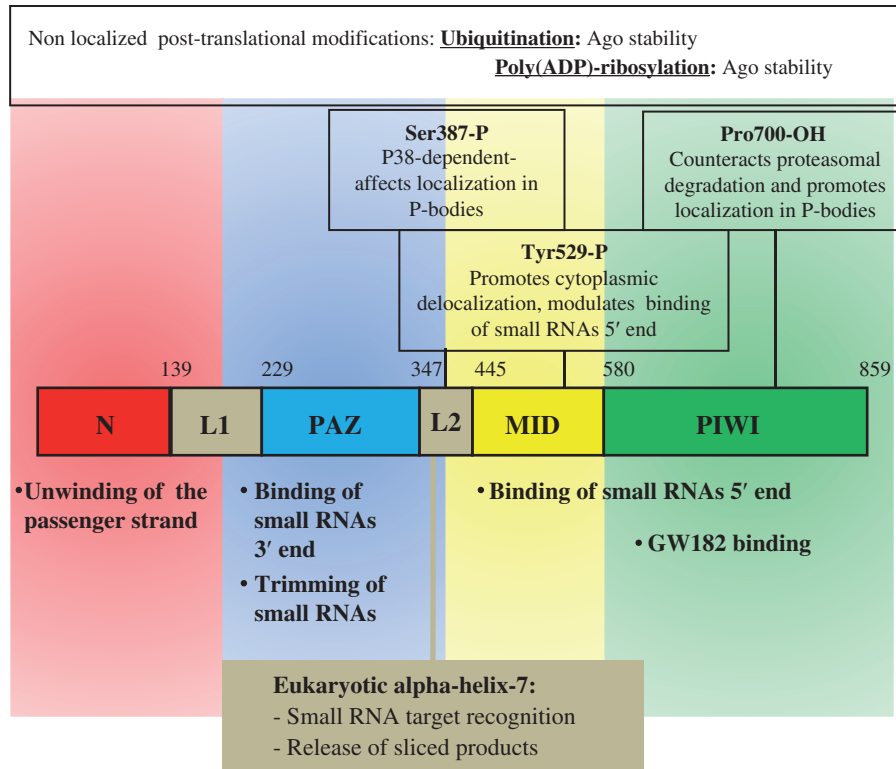 Non localized post-translational modifications: Ubiquitination: Ago stability
Poly(ADP)-ribosylation: Ago stability
Ser387-P
P38-dependent-
affects localization in
P-bodies
Pro700-OH
Counteracts proteasomal
degradation and promotes
localization in P-bodies
Tyr529-P
Promotes cytoplasmic
delocalization, modulates binding
of small RNAs 5′ end
139 229 347 445 580 859
N L1 PAZ L2 MID PIWI
•Unwinding of the
passenger strand
• Binding of
small RNAs
3′ end
• Trimming of
small RNAs
• Binding of small RNAs 5′ end
• GW182 binding
Eukaryotic alpha-helix-7:
- Small RNA target recognition
- Release of sliced products